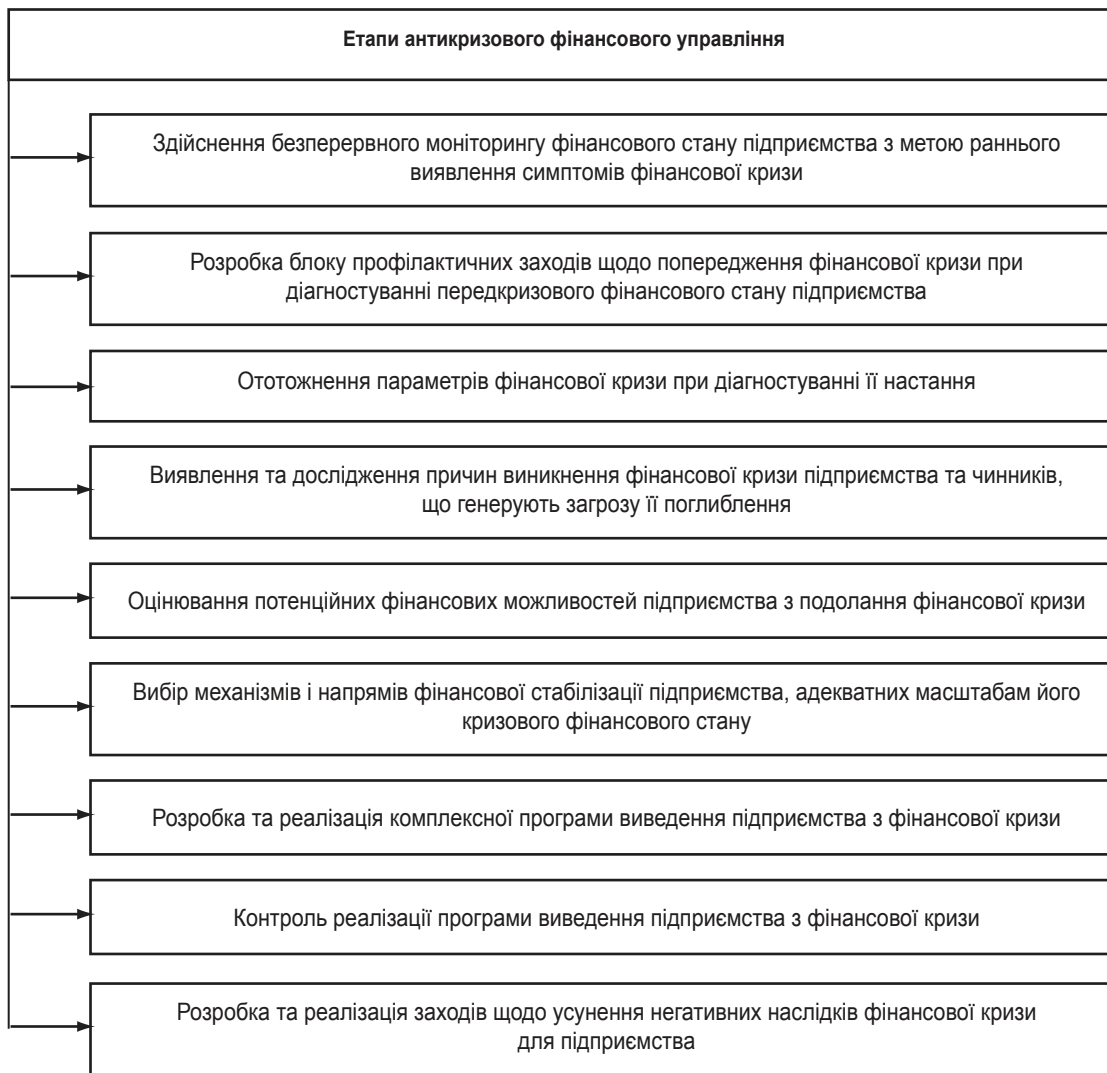 Етапи антикризового фінансового управління
Здійснення безперервного моніторингу фінансового стану підприємства з метою раннього
виявлення симптомів фінансової кризи
Розробка блоку профілактичних заходів щодо попередження фінансової кризи при
діагностуванні передкризового фінансового стану підприємства
Ототожнення параметрів фінансової кризи при діагностуванні її настання
Виявлення та дослідження причин виникнення фінансової кризи підприємства та чинників,
що генерують загрозу її поглиблення
Оцінювання потенційних фінансових можливостей підприємства з подолання фінансової кризи
Вибір механізмів і напрямів фінансової стабілізації підприємства, адекватних масштабам його
кризового фінансового стану
Розробка та реалізація комплексної програми виведення підприємства з фінансової кризи
Контроль реалізації програми виведення підприємства з фінансової кризи
Розробка та реалізація заходів щодо усунення негативних наслідків фінансової кризи
для підприємства